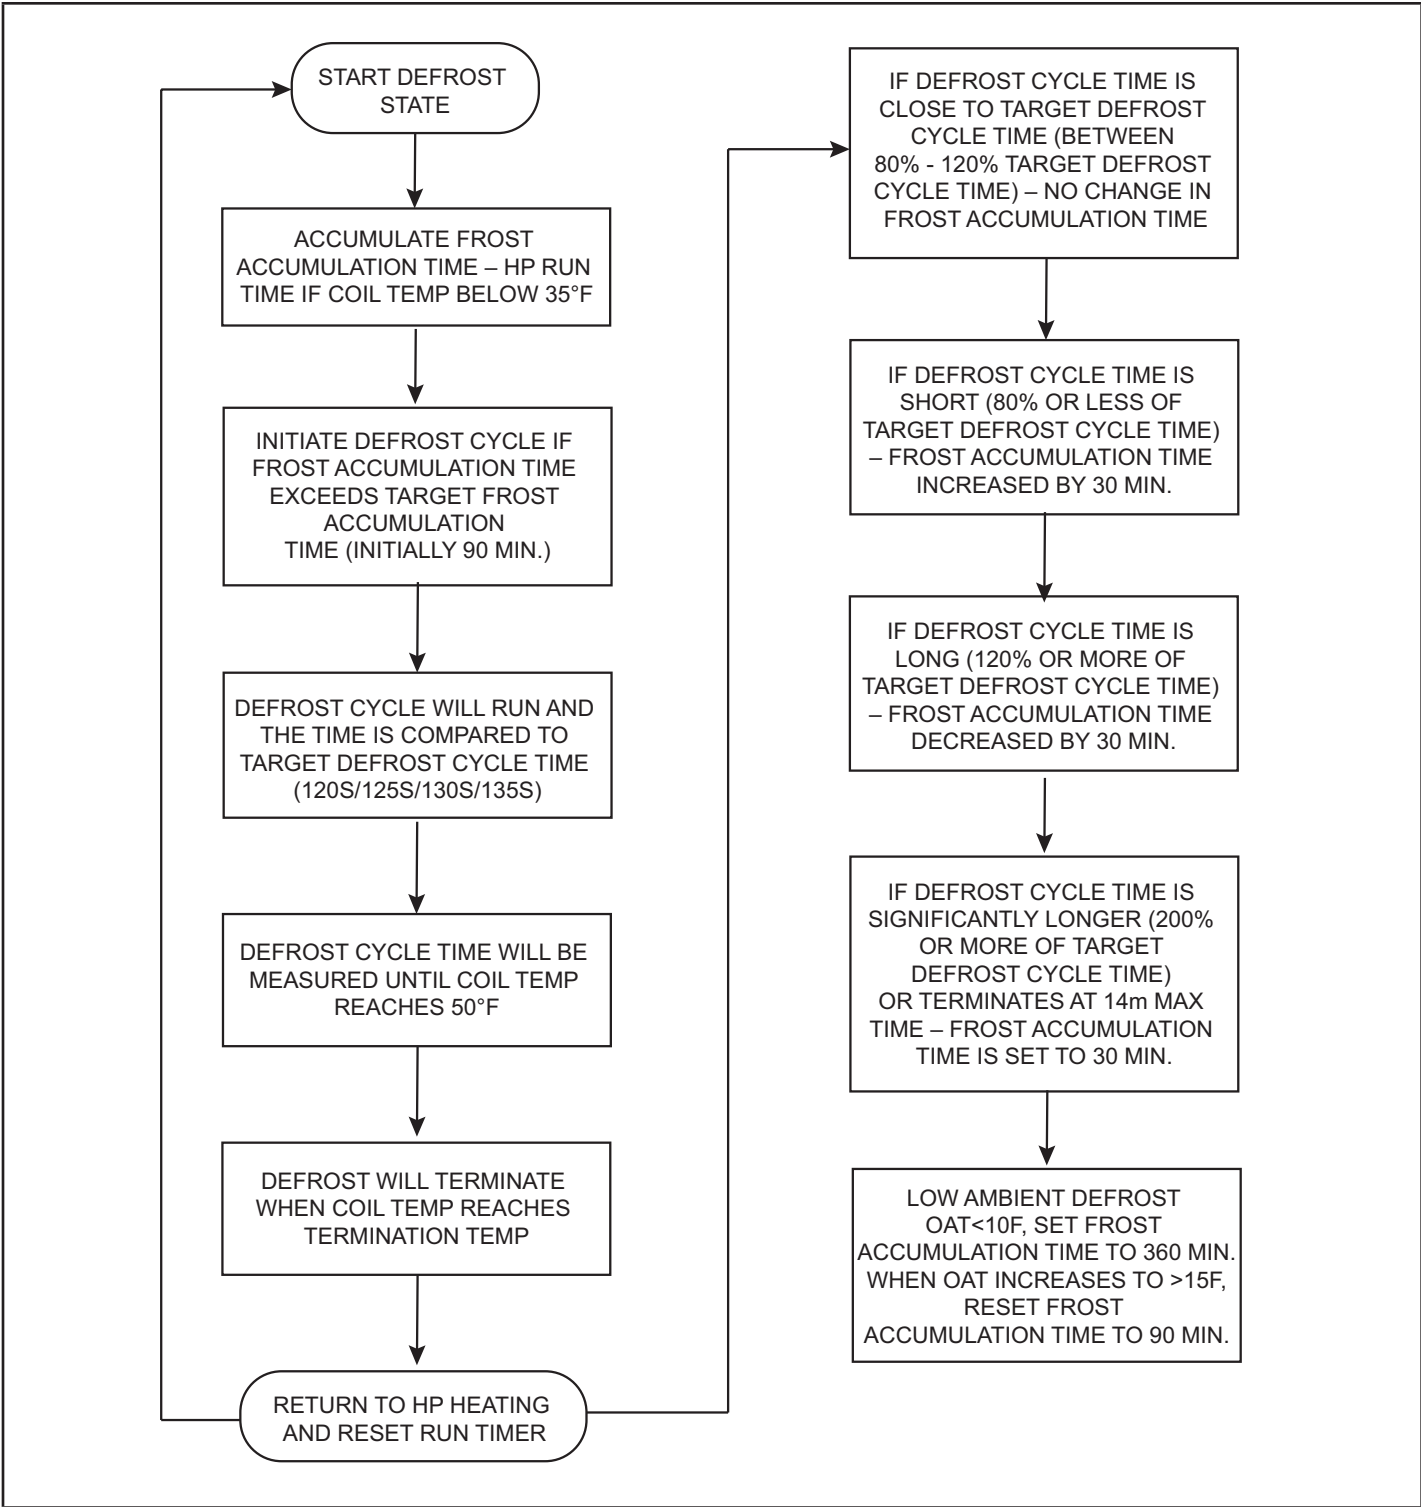 START DEFROST
STATE
ACCUMULATE FROST
ACCUMULATION TIME – HP RUN
TIME IF COIL TEMP BELOW 35°F
INITIATE DEFROST CYCLE IF
FROST ACCUMULATION TIME
EXCEEDS TARGET FROST
ACCUMULATION
TIME (INITIALLY 90 MIN.)
DEFROST CYCLE WILL RUN AND
THE TIME IS COMPARED TO
TARGET DEFROST CYCLE TIME
(120S/125S/130S/135S)
DEFROST CYCLE TIME WILL BE
MEASURED UNTIL COIL TEMP
REACHES 50°F
DEFROST WILL TERMINATE
WHEN COIL TEMP REACHES
TERMINATION TEMP
RETURN TO HP HEATING
AND RESET RUN TIMER
IF DEFROST CYCLE TIME IS
CLOSE TO TARGET DEFROST
CYCLE TIME (BETWEEN
80% - 120% TARGET DEFROST
CYCLE TIME) – NO CHANGE IN
FROST ACCUMULATION TIME
IF DEFROST CYCLE TIME IS
SHORT (80% OR LESS OF
TARGET DEFROST CYCLE TIME)
– FROST ACCUMULATION TIME
INCREASED BY 30 MIN.
IF DEFROST CYCLE TIME IS
LONG (120% OR MORE OF
TARGET DEFROST CYCLE TIME)
– FROST ACCUMULATION TIME
DECREASED BY 30 MIN.
IF DEFROST CYCLE TIME IS
SIGNIFICANTLY LONGER (200%
OR MORE OF TARGET
DEFROST CYCLE TIME)
OR TERMINATES AT 14m MAX
TIME – FROST ACCUMULATION
TIME IS SET TO 30 MIN.
LOW AMBIENT DEFROST
OAT<10F, SET FROST
ACCUMULATION TIME TO 360 MIN.
WHEN OAT INCREASES TO >15F,
RESET FROST
ACCUMULATION TIME TO 90 MIN.